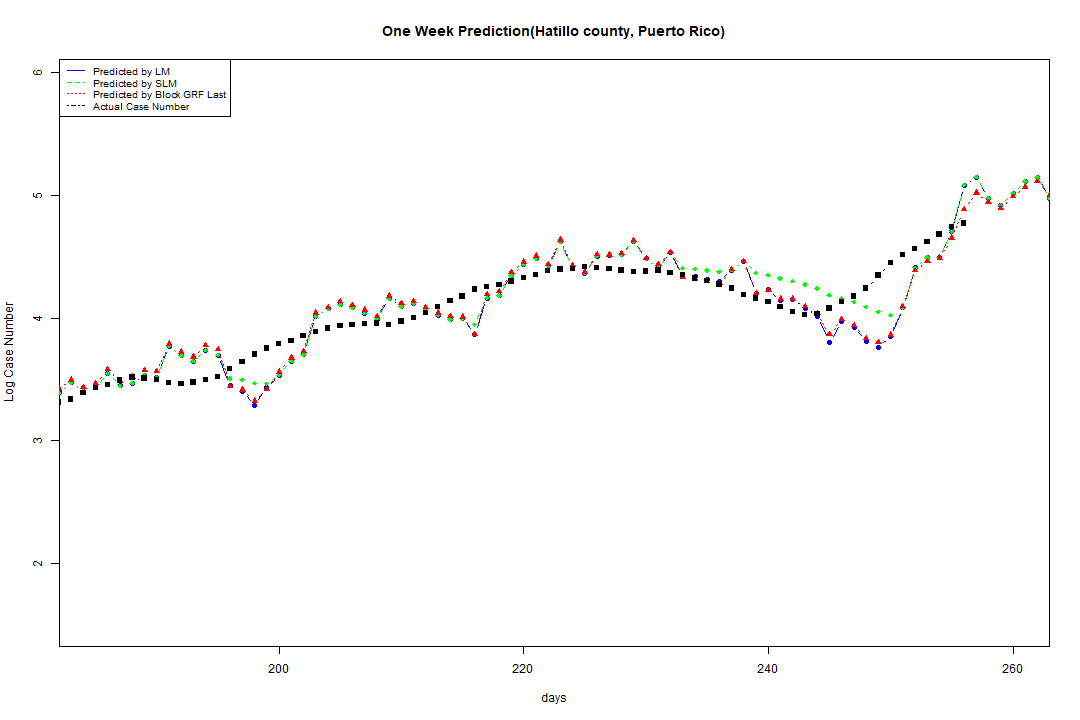 One Week Prediction(Hatillo county, Puerto Rico)
Predicted by LM
Predicted by SLM
Predicted by Block GRF Last
Actual Case Number
6
5
4
3
2
Log Case Number
200
220
240
260
days